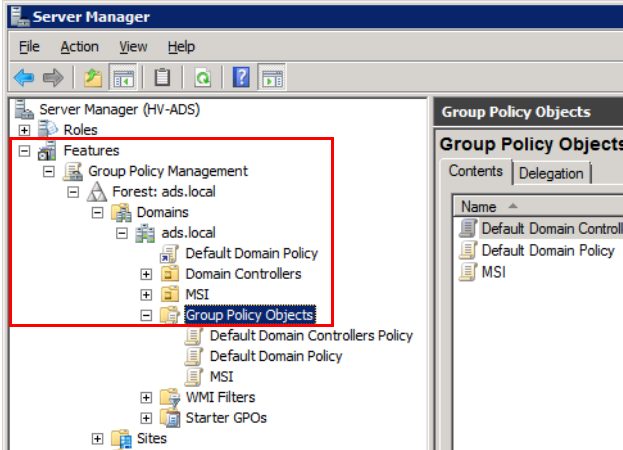 Server Manager
File Action View Help
Server Manager (HV-ADS)
Roles
Features
Group Policy Management
Forest: ads.local
Domains
ads.local
Default Domain Policy
Domain Controllers
MSI
Group Policy Objects
Default Domain Controllers Policy
Default Domain Policy
MSI
WMI Filters
Starter GPOs
Sites
Group Policy Objects
Group Policy Objects
Contents Delegation
Name
Default Domain Controll
Default Domain Policy
MSI